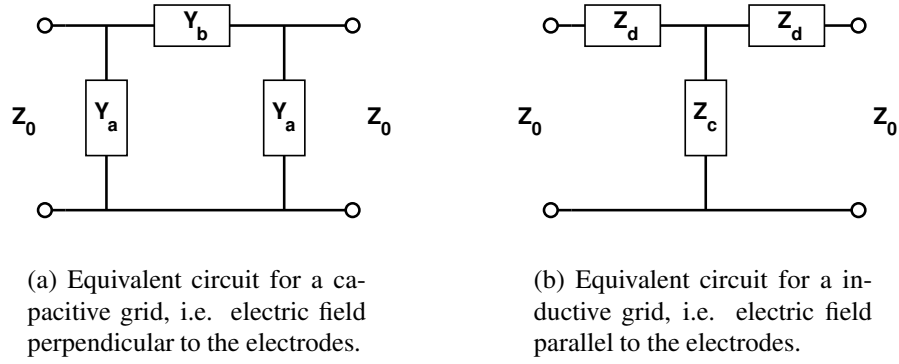 Y_b
Z_d
Z_d
Z_0
Y_a
Y_a
Z_0
Z_0
Z_c
Z_0
(a) Equivalent circuit for a ca-
pacitive grid, i.e. electric field
perpendicular to the electrodes.
(b) Equivalent circuit for a in-
ductive grid, i.e. electric field
parallel to the electrodes.